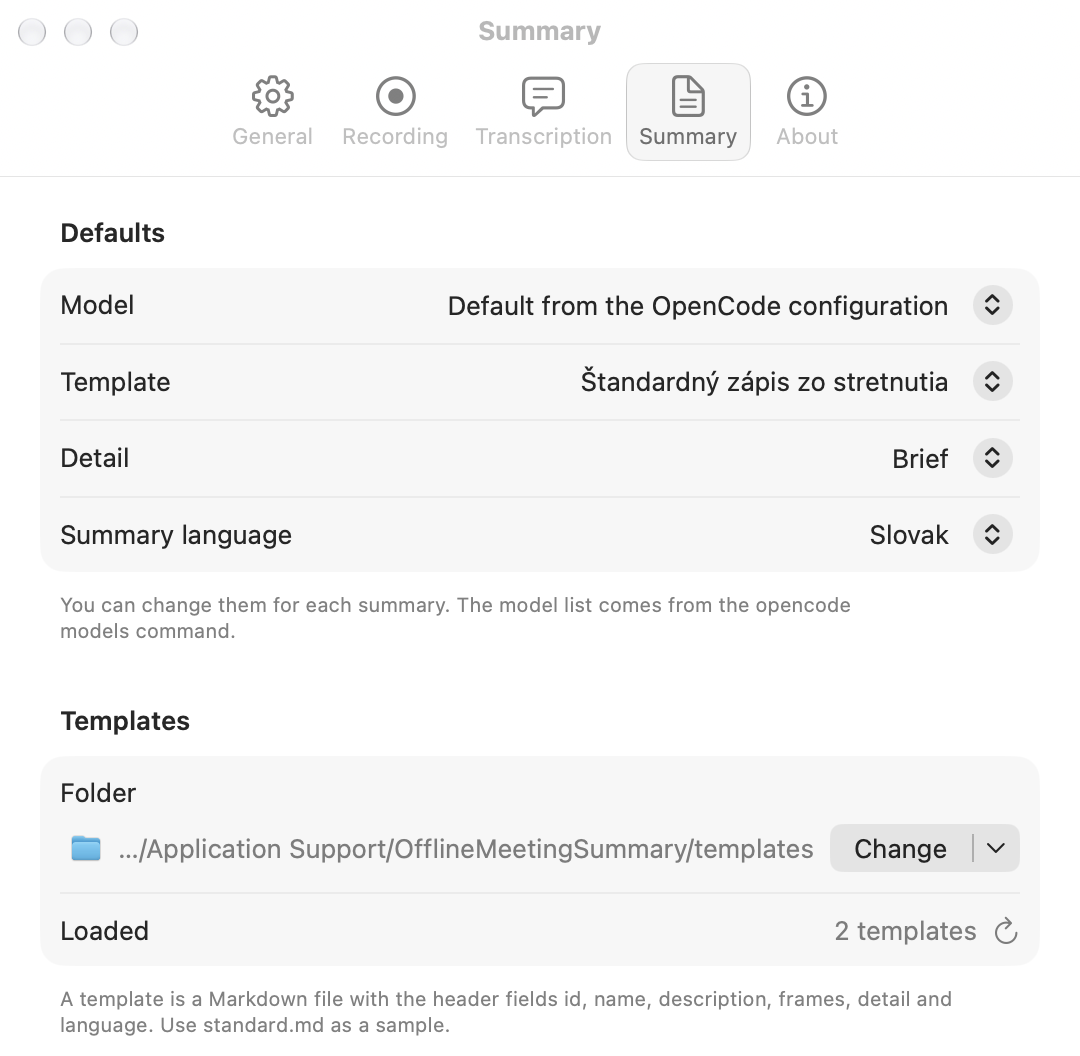 Summary
General Recording Transcription Summary About
Defaults
Model Default from the OpenCode configuration
Template Štandardný zápis zo stretnutia
Detail Brief
Summary language Slovak
You can change them for each summary. The model list comes from the opencode
models command.
Templates
Folder
.../Application Support/OfflineMeetingSummary/templates Change
Loaded 2 templates
A template is a Markdown file with the header fields id, name, description, frames, detail and
language. Use standard.md as a sample.